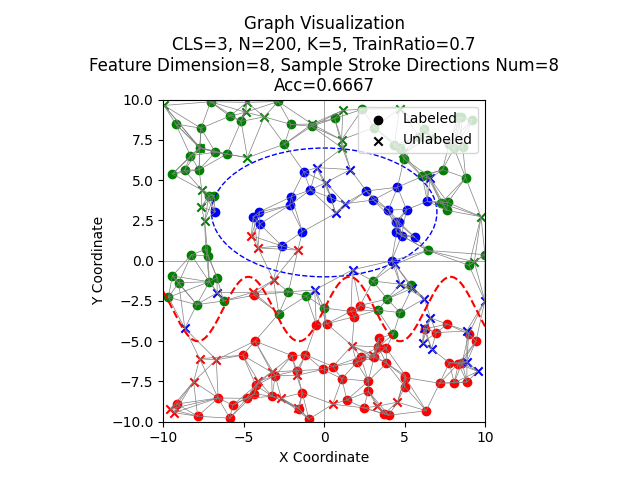 Graph Visualization
CLS=3, N=200, K=5, TrainRatio=0.7
Feature Dimension=8, Sample Stroke Directions Num=8
Acc=0.6667
Labeled
Unlabeled
Y Coordinate
10.0
7.5
5.0
2.5
0.0
−2.5
−5.0
−7.5
−10.0
−10
−5
0
5
10
X Coordinate